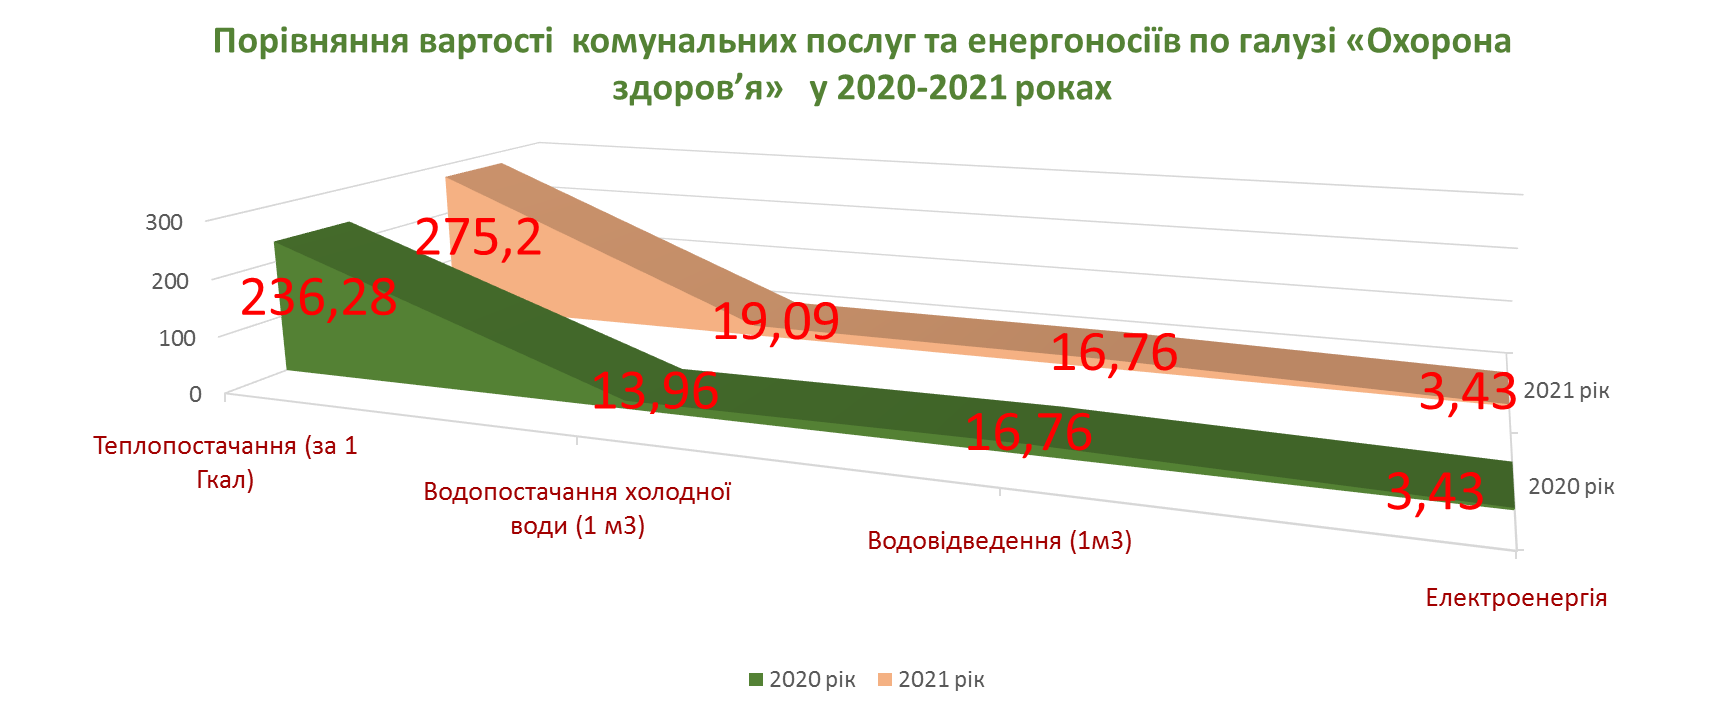 Порівняння вартості  комунальних послуг та енергоносіїв по галузі «Охорона
здоров’я»   у 2020-2021 роках
300
200
100
0
275,2
236,28
19,09
13,96
16,76
16,76
3,43
3,43
2021 рік
2020 рік
Теплопостачання (за 1
Гкал)
Водопостачання холодної
води (1 м3)
Водовідведення (1м3)
Електроенергія
2020 рік
2021 рік